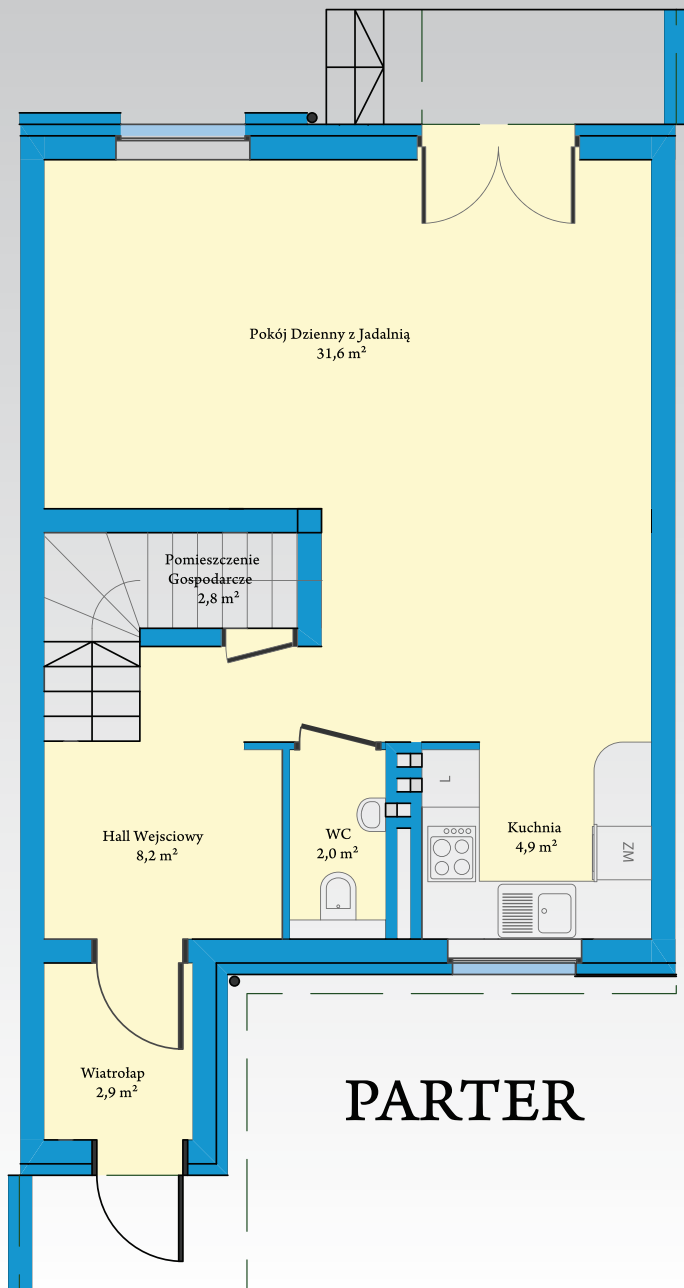 Pokój Dzienny z Jadalnią
31,6 m²
Pomieszczenie
Gospodarcze
2,8 m²
L
Hall Wejsciowy
8,2 m²
WC
2,0 m²
Kuchnia
4,9 m²
ZM
Wiatrołap
2,9 m²
PARTER